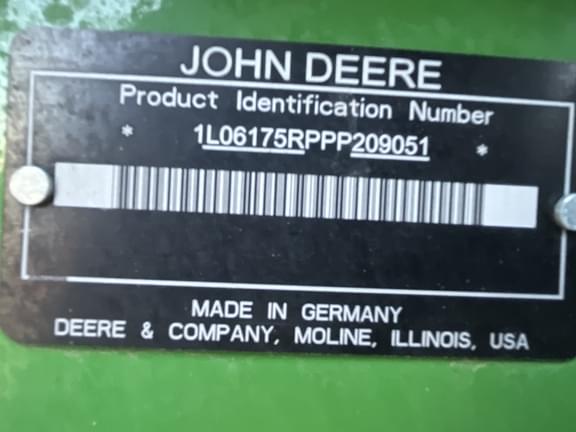 JOHN DEERE
Product Identification Number
* 1L06175RPPP209051 *
MADE IN GERMANY
DEERE & COMPANY, MOLINE, ILLINOIS, USA